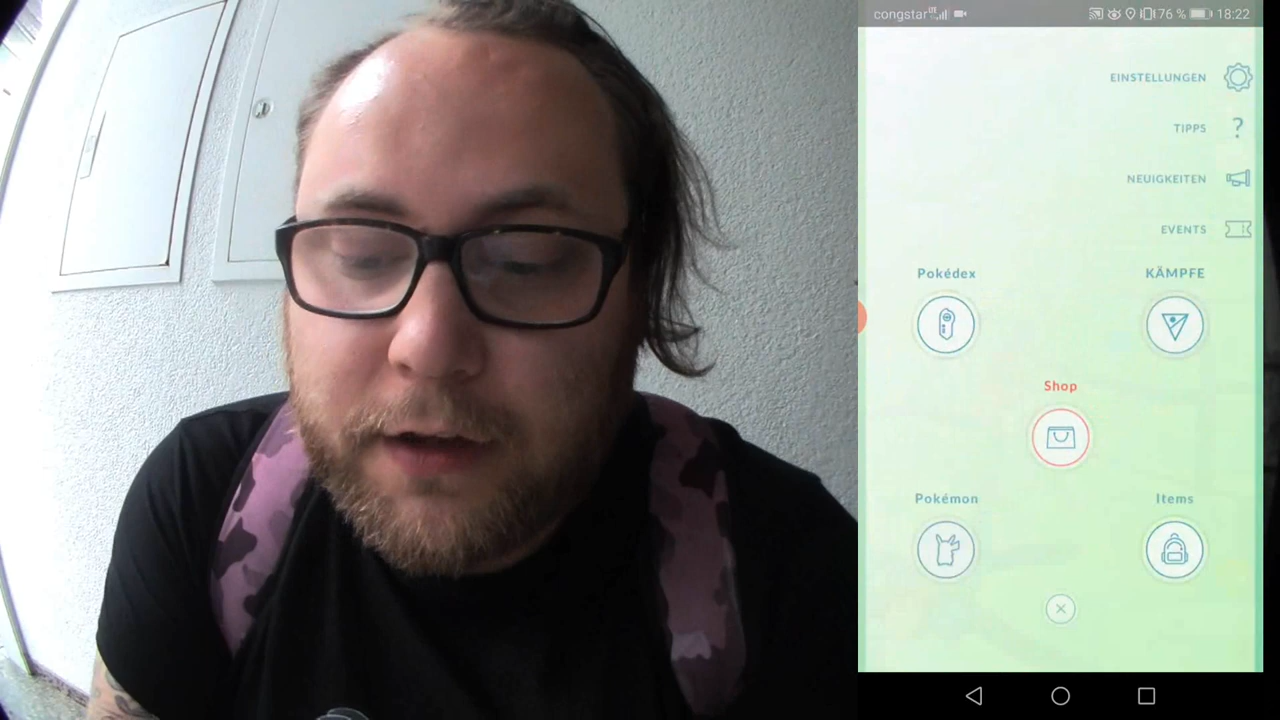 congstar 76 % 18:22
EINSTELLUNGEN
TIPPS ?
NEUIGKEITEN
EVENTS
Pokédex KÄMPFE
Shop
Pokémon Items